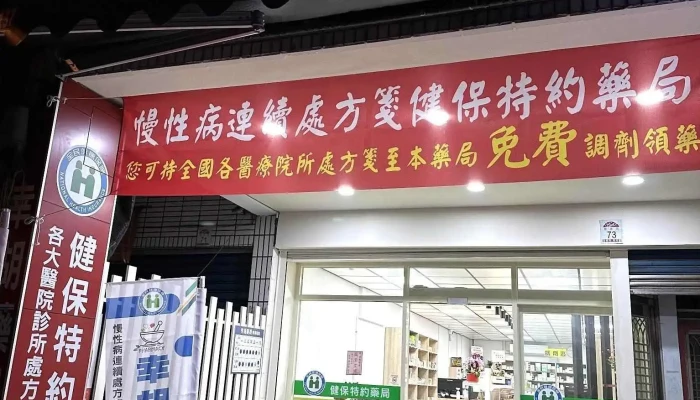 慢性病連續處方箋健保特約藥局
您可持全國各醫療院所處方箋至本藥局免費調劑領藥
NATIONAL HEALTH INSURANCE
健保特約
各大醫院診所處方
慢性病連續處方
73
健保特約藥局